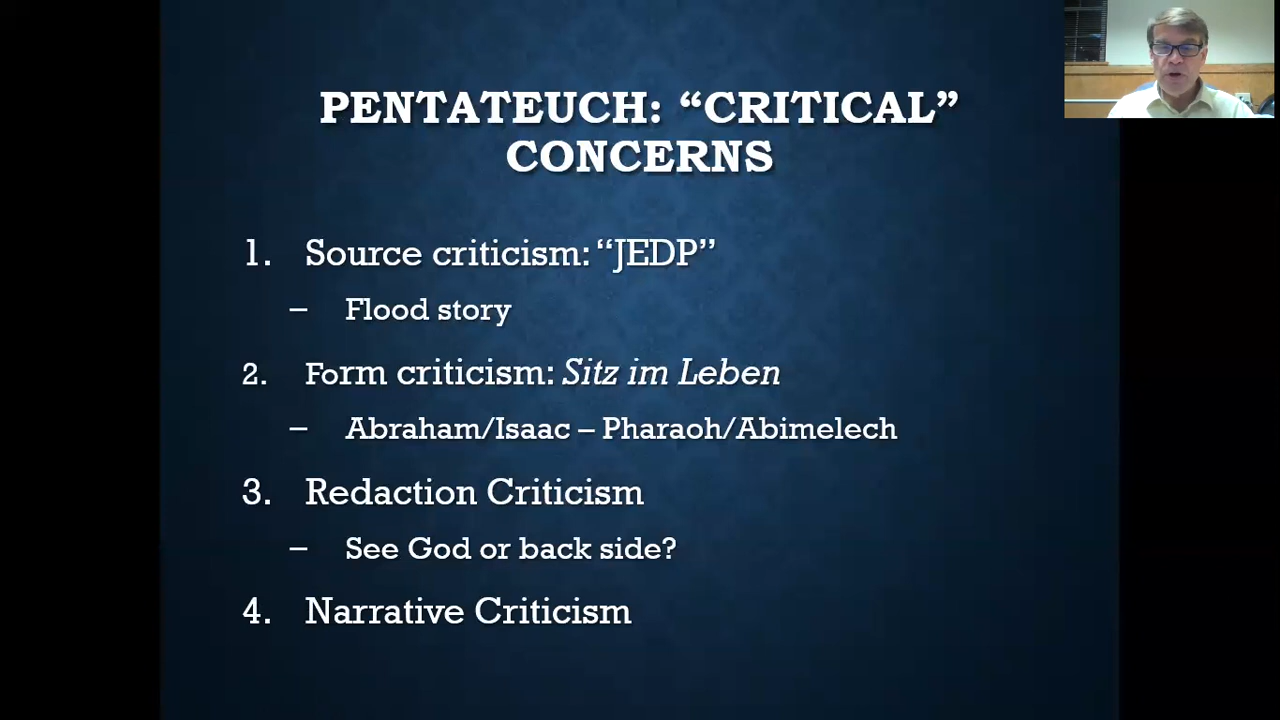 PENTATEUCH: “CRITICAL”
CONCERNS
1. Source criticism: “JEDP”
– Flood story
2. Form criticism: Sitz im Leben
– Abraham/Isaac – Pharaoh/Abimelech
3. Redaction Criticism
– See God or back side?
4. Narrative Criticism